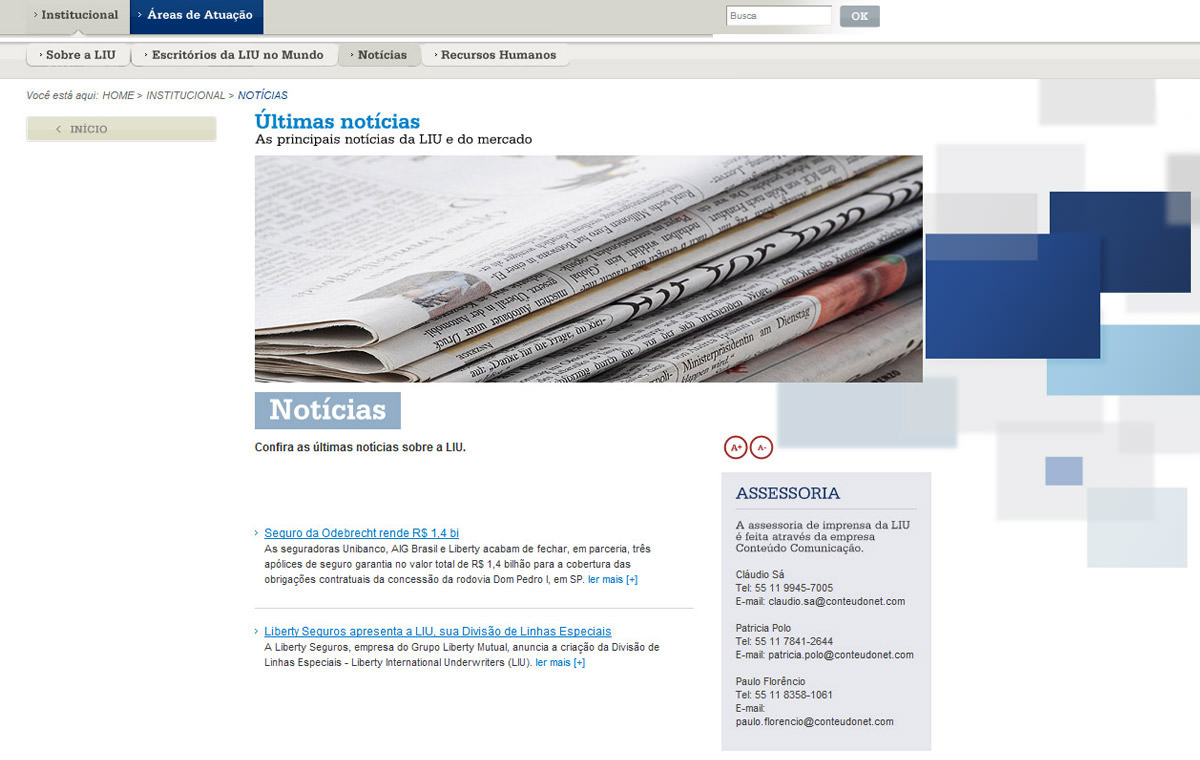 › Institucional
› Áreas de Atuação
Busca
OK
› Sobre a LIU
› Escritórios da LIU no Mundo
› Notícias
› Recursos Humanos
Você está aqui: HOME > INSTITUCIONAL > NOTÍCIAS
< INÍCIO
Últimas notícias
As principais notícias da LIU e do mercado
Ministerpräsidentin am Dienstag
Notícias
Confira as últimas notícias sobre a LIU.
A+ A-
› Seguro da Odebrecht rende R$ 1,4 bi
As seguradoras Unibanco, AIG Brasil e Liberty acabam de fechar, em parceria, três
apólices de seguro garantia no valor total de R$ 1,4 bilhão para a cobertura das
obrigações contratuais da concessão da rodovia Dom Pedro I, em SP. ler mais [+]
› Liberty Seguros apresenta a LIU, sua Divisão de Linhas Especiais
A Liberty Seguros, empresa do Grupo Liberty Mutual, anuncia a criação da Divisão de
Linhas Especiais - Liberty International Underwriters (LIU). ler mais [+]
ASSESSORIA
A assessoria de imprensa da LIU
é feita através da empresa
Conteúdo Comunicação.
Cláudio Sá
Tel: 55 11 9945-7005
E-mail: claudio.sa@conteudonet.com
Patricia Polo
Tel: 55 11 7841-2644
E-mail: patricia.polo@conteudonet.com
Paulo Florêncio
Tel: 55 11 8358-1061
E-mail:
paulo.florencio@conteudonet.com